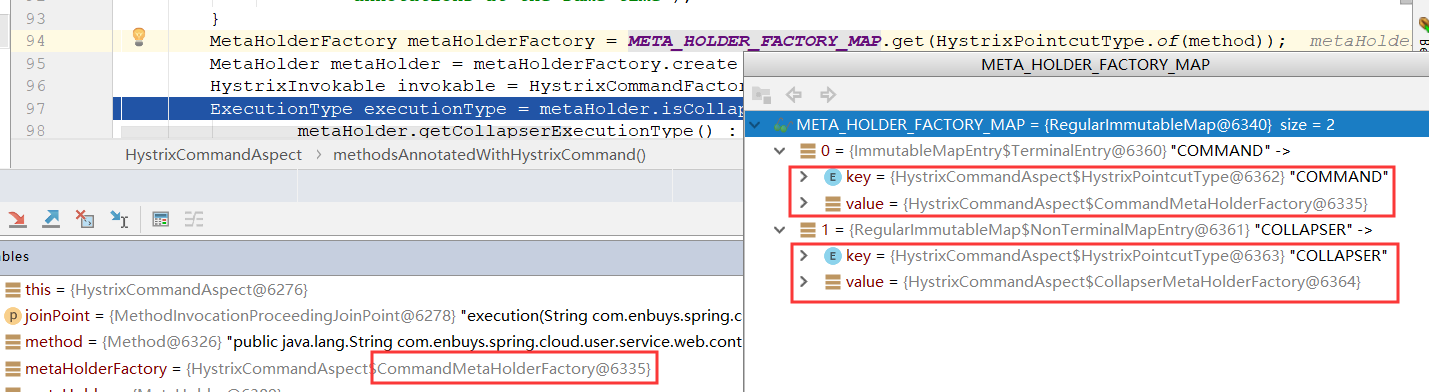 93 }
94 MetaHolderFactory metaHolderFactory = META_HOLDER_FACTORY_MAP.get(HystrixPointcutType.of(method)); metaHolder
95 MetaHolder metaHolder = metaHolderFactory.create
96 HystrixInvokable invokable = HystrixCommandFacto
97 ExecutionType executionType = metaHolder.isCollap
98 metaHolder.getCollapserExecutionType() :
HystrixCommandAspect > methodsAnnotatedWithHystrixCommand()
bles
this = {HystrixCommandAspect@6276}
joinPoint = {MethodInvocationProceedingJoinPoint@6278} "execution(String com.enbuys.spring.c
method = {Method@6326} "public java.lang.String com.enbuys.spring.cloud.user.service.web.cont
metaHolderFactory = {HystrixCommandAspect$CommandMetaHolderFactory@6335}
META_HOLDER_FACTORY_MAP
META_HOLDER_FACTORY_MAP = {RegularImmutableMap@6340} size = 2
0 = {ImmutableMapEntry$TerminalEntry@6360} "COMMAND" ->
key = {HystrixCommandAspect$HystrixPointcutType@6362} "COMMAND"
value = {HystrixCommandAspect$CommandMetaHolderFactory@6335}
1 = {RegularImmutableMap$NonTerminalMapEntry@6361} "COLLAPSER" ->
key = {HystrixCommandAspect$HystrixPointcutType@6363} "COLLAPSER"
value = {HystrixCommandAspect$CollapserMetaHolderFactory@6364}